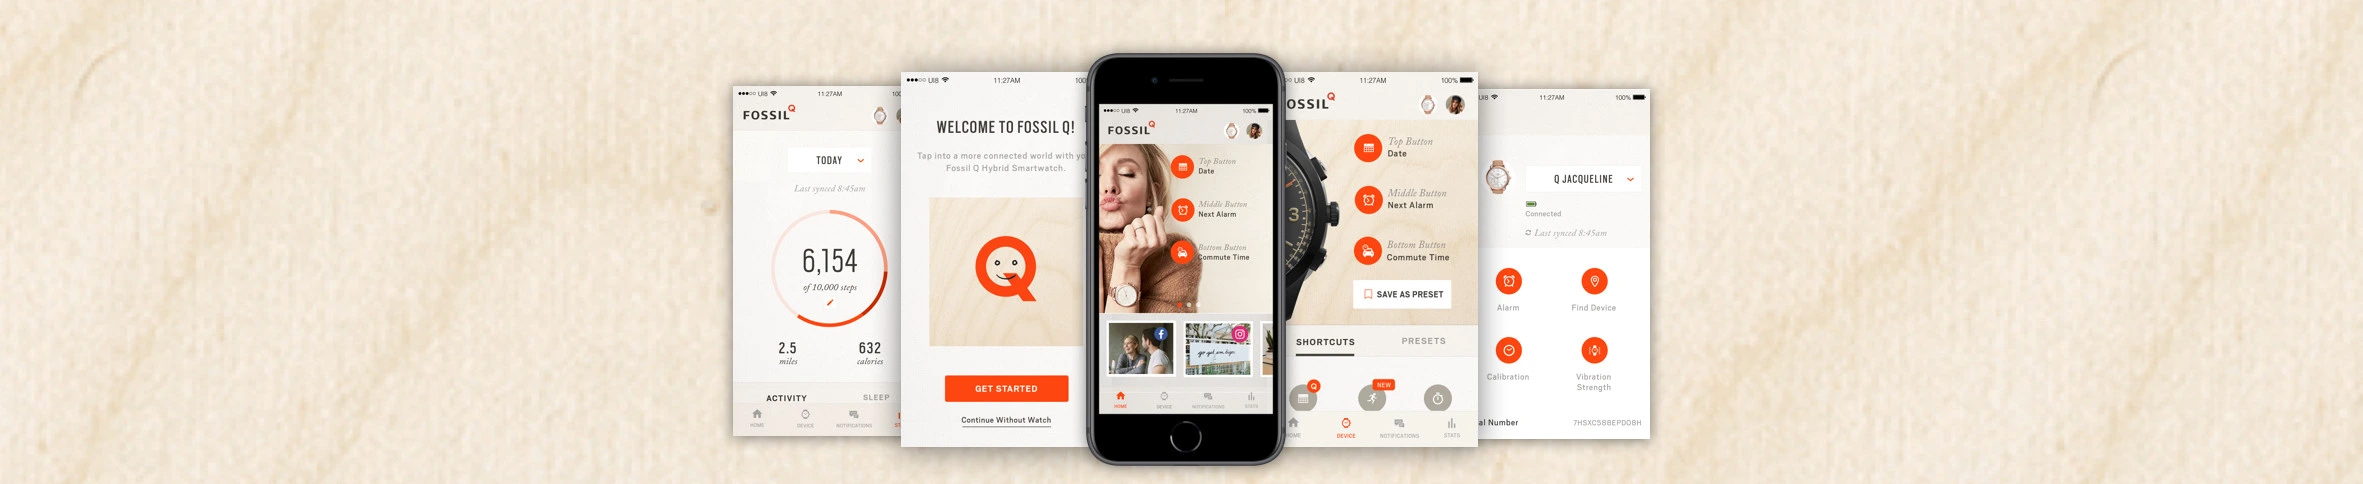 UI8 11:27AM 100
FOSSIL Q
TODAY
Last synced 8:45am
6,154
of 10,000 steps
2.5 632
miles calories
ACTIVITY SLEEP
HOME DEVICE NOTIFICATIONS ST
UI8 11:27AM 100
WELCOME TO FOSSIL Q!
Tap into a more connected world with yo
Fossil Q Hybrid Smartwatch.
Q
GET STARTED
Continue Without Watch
UI8 11:27AM 100%
FOSSIL Q
Top Button
Date
Middle Button
Next Alarm
Bottom Button
Commute Time
HOME DEVICE NOTIFICATIONS STATS
UI8 11:27AM 100%
OSSIL Q
Top Button
Date
3
Middle Button
Next Alarm
Bottom Button
Commute Time
SAVE AS PRESET
SHORTCUTS PRESETS
Q NEW
OME DEVICE NOTIFICATIONS STATS
UI8 11:27AM 100%
Q JACQUELINE
Connected
Last synced 8:45am
Alarm Find Device
Calibration Vibration
Strength
al Number 7HSXC5BBEPD08H